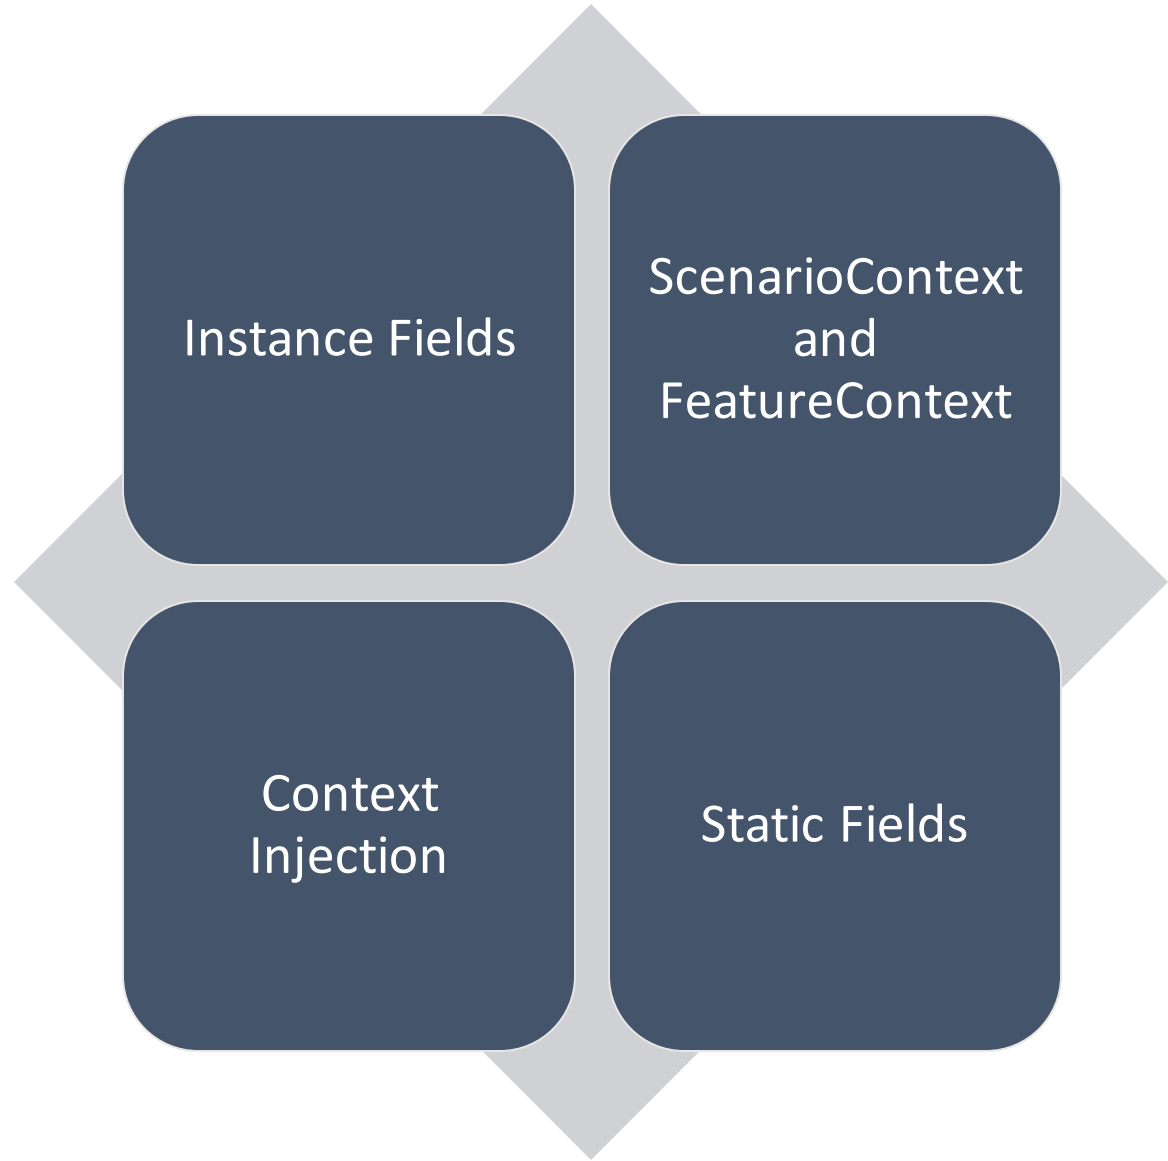 Instance Fields
ScenarioContext
and
FeatureContext
Context
Injection
Static Fields